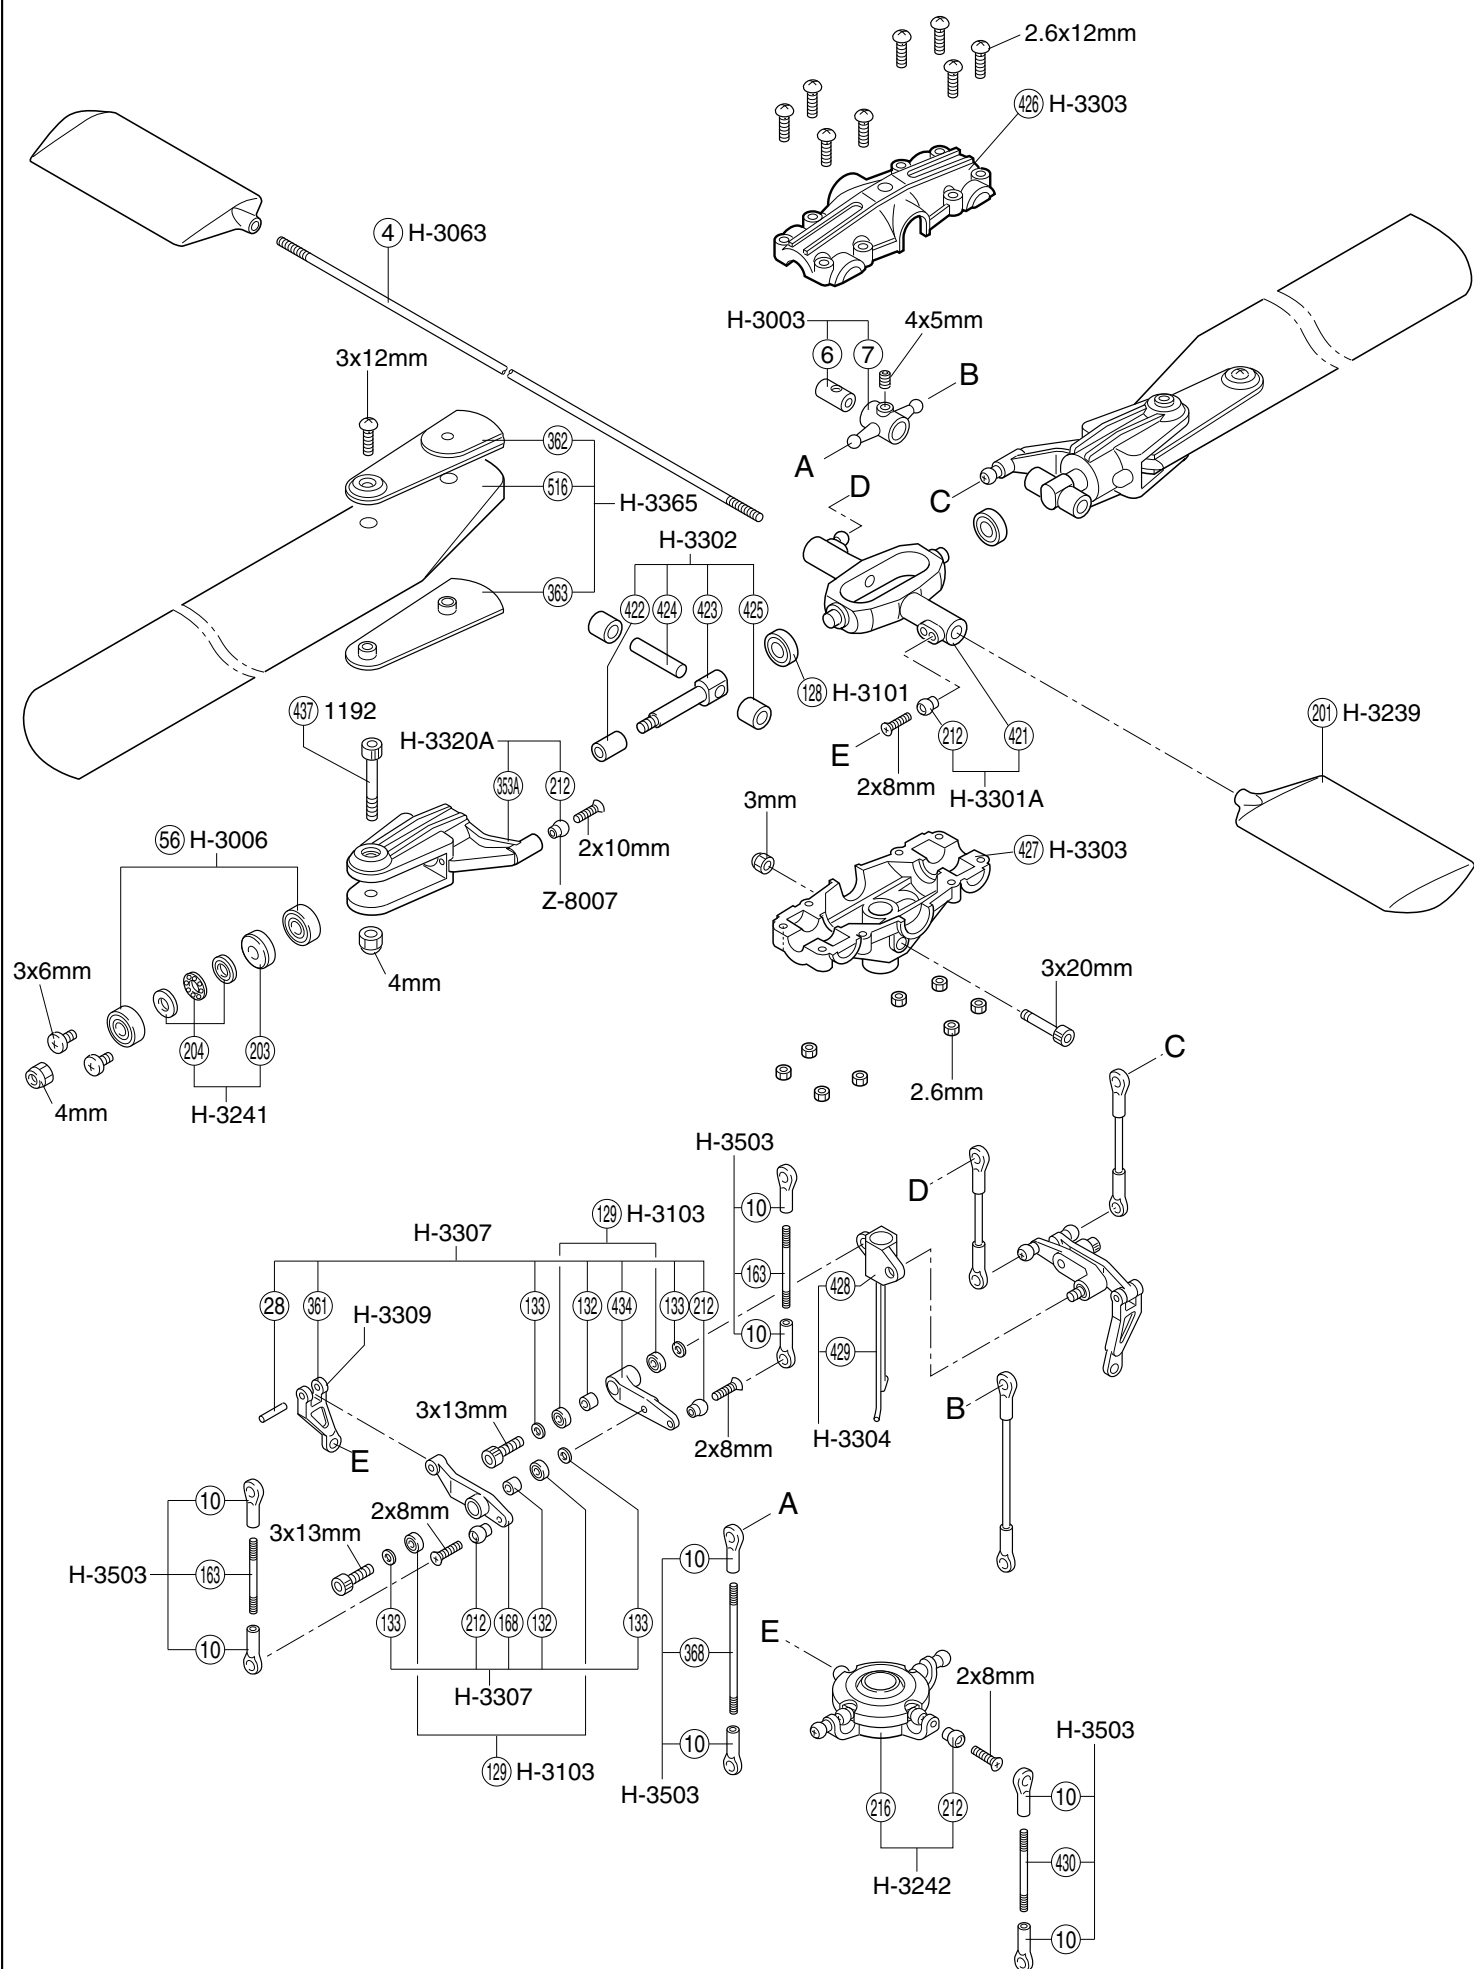 2.6x12mm
426 H-3303
4 H-3063
H-3003
4x5mm
6
7
3x12mm
B
A
D
362
516
H-3365
C
H-3302
363
422
424
423
425
128 H-3101
437 1192
201 H-3239
H-3320A
E
212
421
2x8mm
H-3301A
353A
212
3mm
56 H-3006
2x10mm
427 H-3303
Z-8007
3x6mm
4mm
3x20mm
204
203
C
2.6mm
4mm
H-3241
H-3503
D
10
129 H-3103
H-3307
163
428
28
361
133
132
434
133
212
H-3309
10
429
3x13mm
B
H-3304
E
2x8mm
10
2x8mm
A
3x13mm
10
H-3503
163
133
212
168
132
133
E
10
368
2x8mm
H-3307
H-3503
10
129 H-3103
H-3503
216
212
10
430
H-3242
10